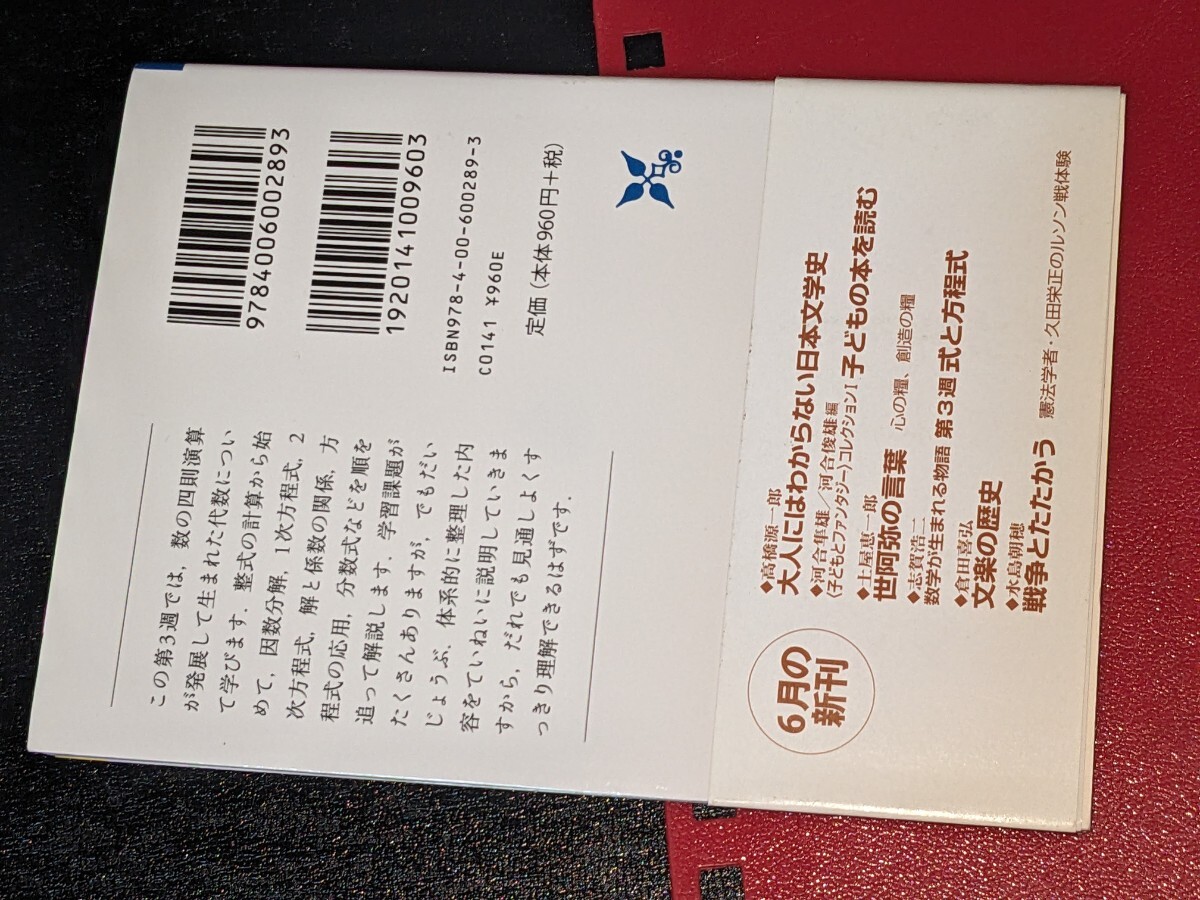 9784006002893
1920141009603
ISBN978-4-00-600289-3
C0141 ¥960E
定価（本体960円＋税）
この第3週では，数の四則演算
が発展して生まれた代数につい
て学びます．整式の計算から始
めて，因数分解，1次方程式，2
次方程式，解と係数の関係，方
程式の応用，分数式などを順を
追って解説します．学習課題が
たくさんありますが，でもだい
じょうぶ．体系的に整理した内
容をていねいに説明していきま
すから，だれでも見通しよくす
っきり理解できるはずです．
6月の
新刊
◆高橋源一郎
大人にはわからない日本文学史
◆河合隼雄／河合俊雄編
〈子どもとファンタジー〉コレクションⅠ 子どもの本を読む
◆土屋恵一郎
世阿弥の言葉 心の糧、創造の糧
◆志賀浩二
数学が生まれる物語 第3週 式と方程式
◆倉田喜弘
文楽の歴史
◆水島朝穂
戦争とたたかう 憲法学者・久田栄正のルソン戦体験